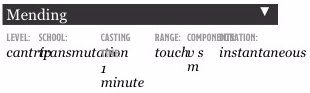 Mending ▼
LEVEL: SCHOOL: CASTING TIME: RANGE: COMPONENTS: DURATION:
cantrip transmutation 1 minute touch v s m instantaneous